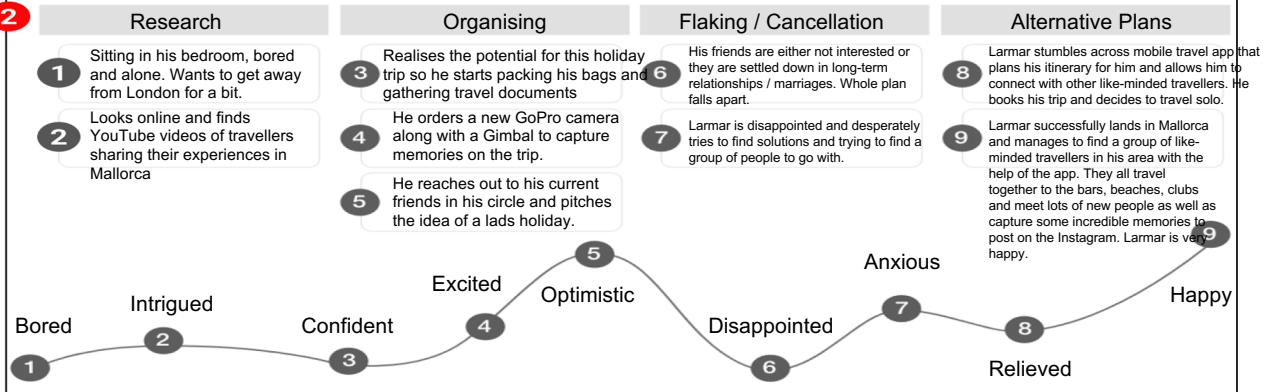 2
Research
1
Sitting in his bedroom, bored
and alone. Wants to get away
from London for a bit.
2
Looks online and finds
YouTube videos of travellers
sharing their experiences in
Mallorca
Organising
3
Realises the potential for this holiday
trip so he starts packing his bags and
gathering travel documents
4
He orders a new GoPro camera
along with a Gimbal to capture
memories on the trip.
5
He reaches out to his current
friends in his circle and pitches
the idea of a lads holiday.
Flaking / Cancellation
6
His friends are either not interested or
they are settled down in long-term
relationships / marriages. Whole plan
falls apart.
7
Larmar is disappointed and desperately
tries to find solutions and trying to find a
group of people to go with.
Alternative Plans
8
Larmar stumbles across mobile travel app that
plans his itinerary for him and allows him to
connect with other like-minded travellers. He
books his trip and decides to travel solo.
9
Larmar successfully lands in Mallorca
and manages to find a group of like-
minded travellers in his area with the
help of the app. They all travel
together to the bars, beaches, clubs
and meet lots of new people as well as
capture some incredible memories to
post on the Instagram. Larmar is very
happy.
Bored
1
Intrigued
2
Confident
3
Excited
4
5
Optimistic
Disappointed
6
Anxious
7
8
Relieved
9
Happy